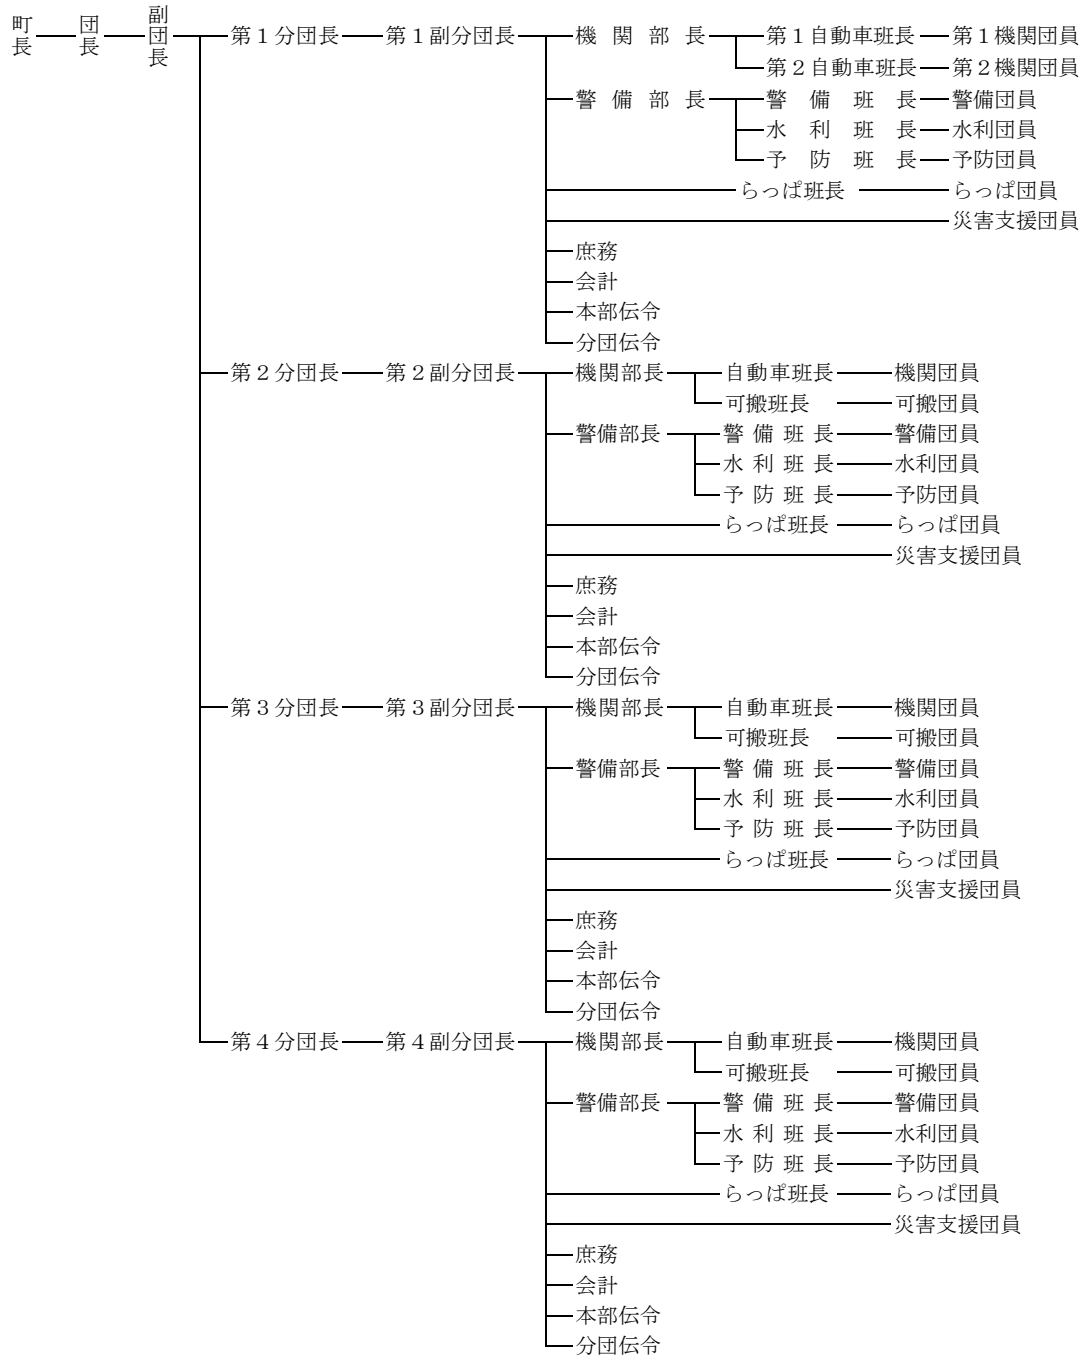 町長 団長 副団長 第１分団長 第１副分団長 機関部長 第１自動車班長 第１機関団員
第２自動車班長 第２機関団員
警備部長 警備班長 警備団員
水利班長 水利団員
予防班長 予防団員
らっぱ班長 らっぱ団員
災害支援団員
庶務
会計
本部伝令
分団伝令
第２分団長 第２副分団長 機関部長 自動車班長 機関団員
可搬班長 可搬団員
警備部長 警備班長 警備団員
水利班長 水利団員
予防班長 予防団員
らっぱ班長 らっぱ団員
災害支援団員
庶務
会計
本部伝令
分団伝令
第３分団長 第３副分団長 機関部長 自動車班長 機関団員
可搬班長 可搬団員
警備部長 警備班長 警備団員
水利班長 水利団員
予防班長 予防団員
らっぱ班長 らっぱ団員
災害支援団員
庶務
会計
本部伝令
分団伝令
第４分団長 第４副分団長 機関部長 自動車班長 機関団員
可搬班長 可搬団員
警備部長 警備班長 警備団員
水利班長 水利団員
予防班長 予防団員
らっぱ班長 らっぱ団員
災害支援団員
庶務
会計
本部伝令
分団伝令